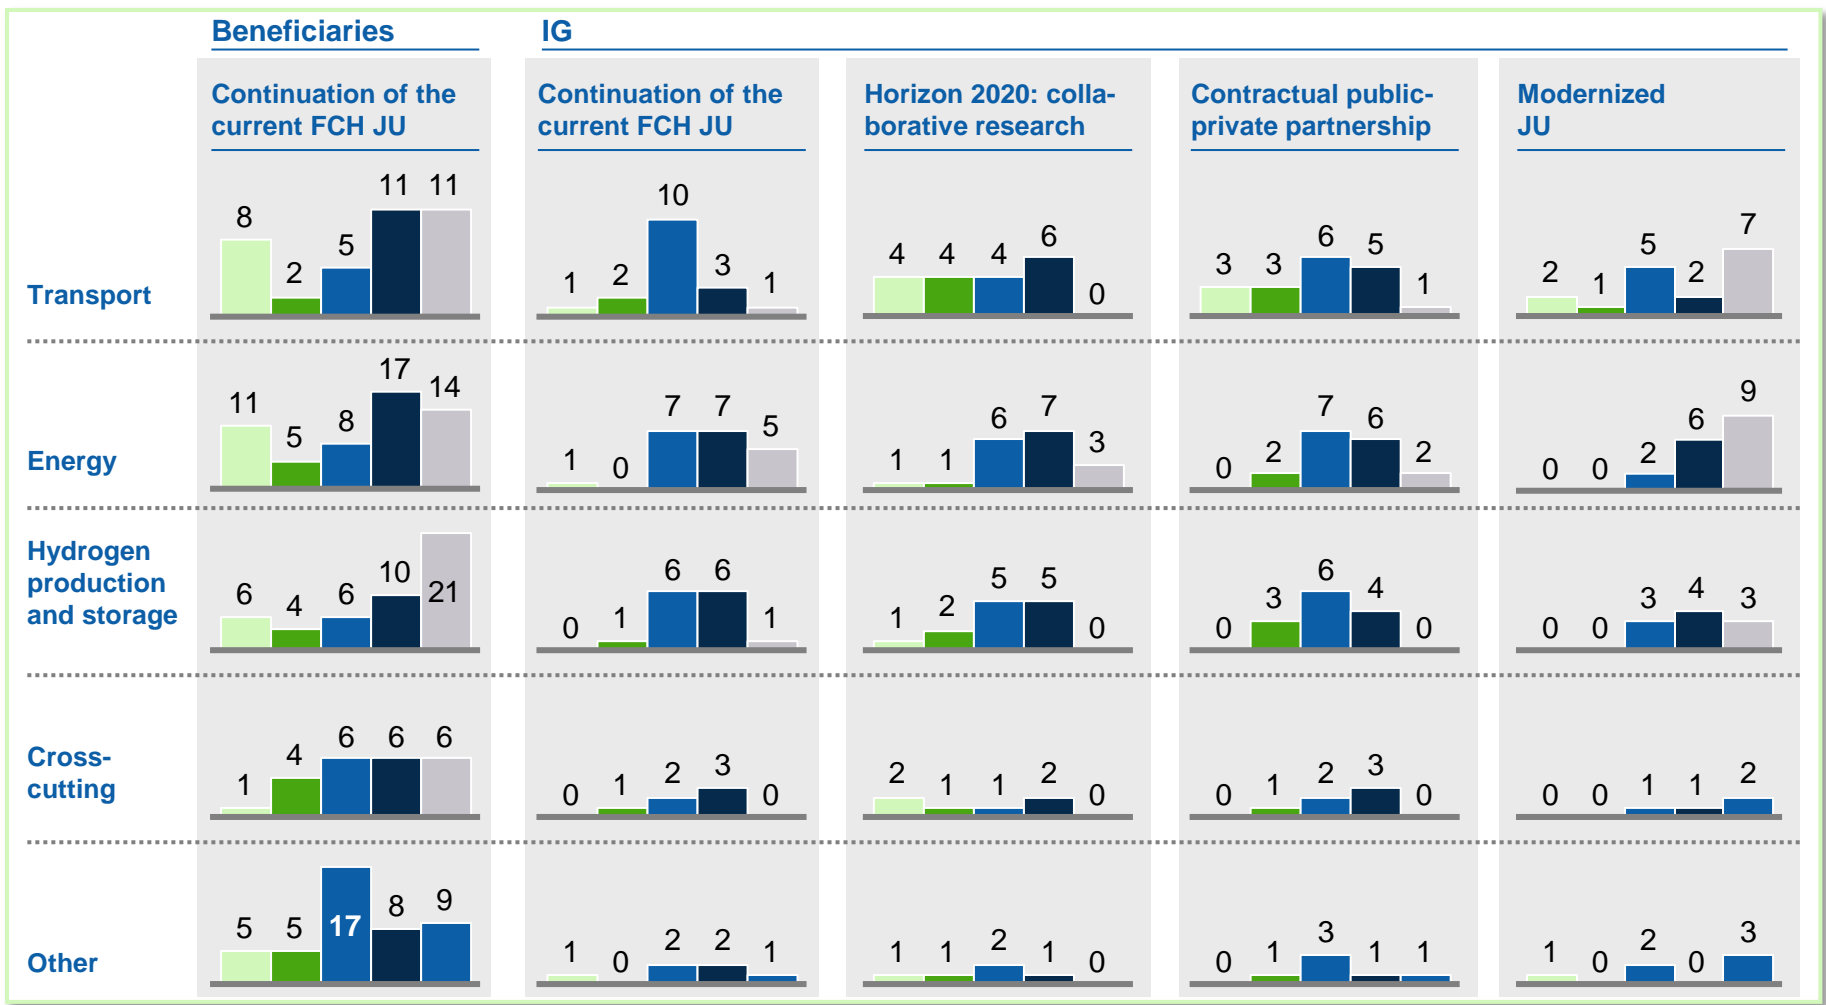 Beneficiaries
IG
Continuation of the
current FCH JU
Continuation of the
current FCH JU
Horizon 2020: colla-
borative research
Contractual public-
private partnership
Modernized
JU
Transport
8 2 5 11 11
1 2 10 3 1
4 4 4 6 0
3 3 6 5 1
2 1 5 2 7
Energy
11 5 8 17 14
1 0 7 7 5
1 1 6 7 3
0 2 7 6 2
0 0 2 6 9
Hydrogen
production
and storage
6 4 6 10 21
0 1 6 6 1
1 2 5 5 0
0 3 6 4 0
0 0 3 4 3
Cross-
cutting
1 4 6 6 6
0 1 2 3 0
2 1 1 2 0
0 1 2 3 0
0 0 1 1 2
Other
5 5 17 8 9
1 0 2 2 1
1 1 2 1 0
0 1 3 1 1
1 0 2 0 3